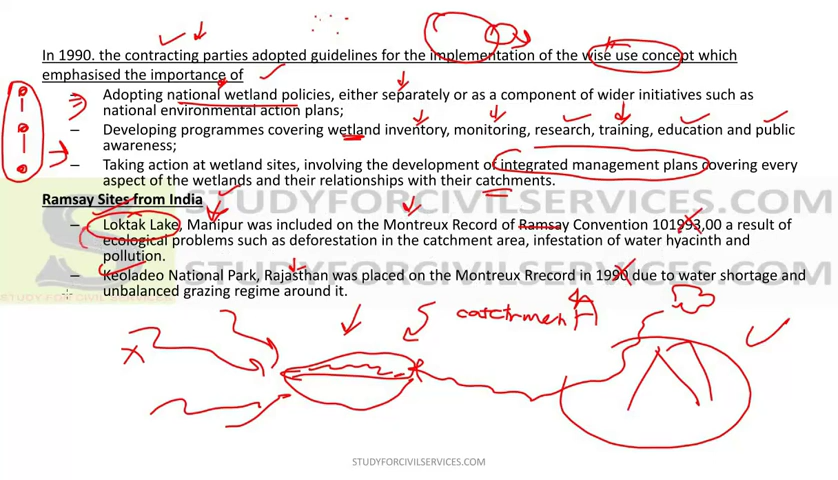 In 1990. the contracting parties adopted guidelines for the implementation of the wise use concept which
emphasised the importance of
– Adopting national wetland policies, either separately or as a component of wider initiatives such as
national environmental action plans;
– Developing programmes covering wetland inventory, monitoring, research, training, education and public
awareness;
– Taking action at wetland sites, involving the development of integrated management plans covering every
aspect of the wetlands and their relationships with their catchments.
STUDYFORCIVILSERVICES.COM
Ramsay Sites from India
– Loktak Lake, Manipur was included on the Montreux Record of Ramsay Convention 101993,00 a result of
ecological problems such as deforestation in the catchment area, infestation of water hyacinth and
pollution.
– Keoladeo National Park, Rajasthan was placed on the Montreux Rrecord in 1990 due to water shortage and
unbalanced grazing regime around it.
STUDYFORCIVILSERVICES.COM
STUDYFORCIVILSERVICES.COM
catchmen
STUDYFORCIVILSERVICES.COM